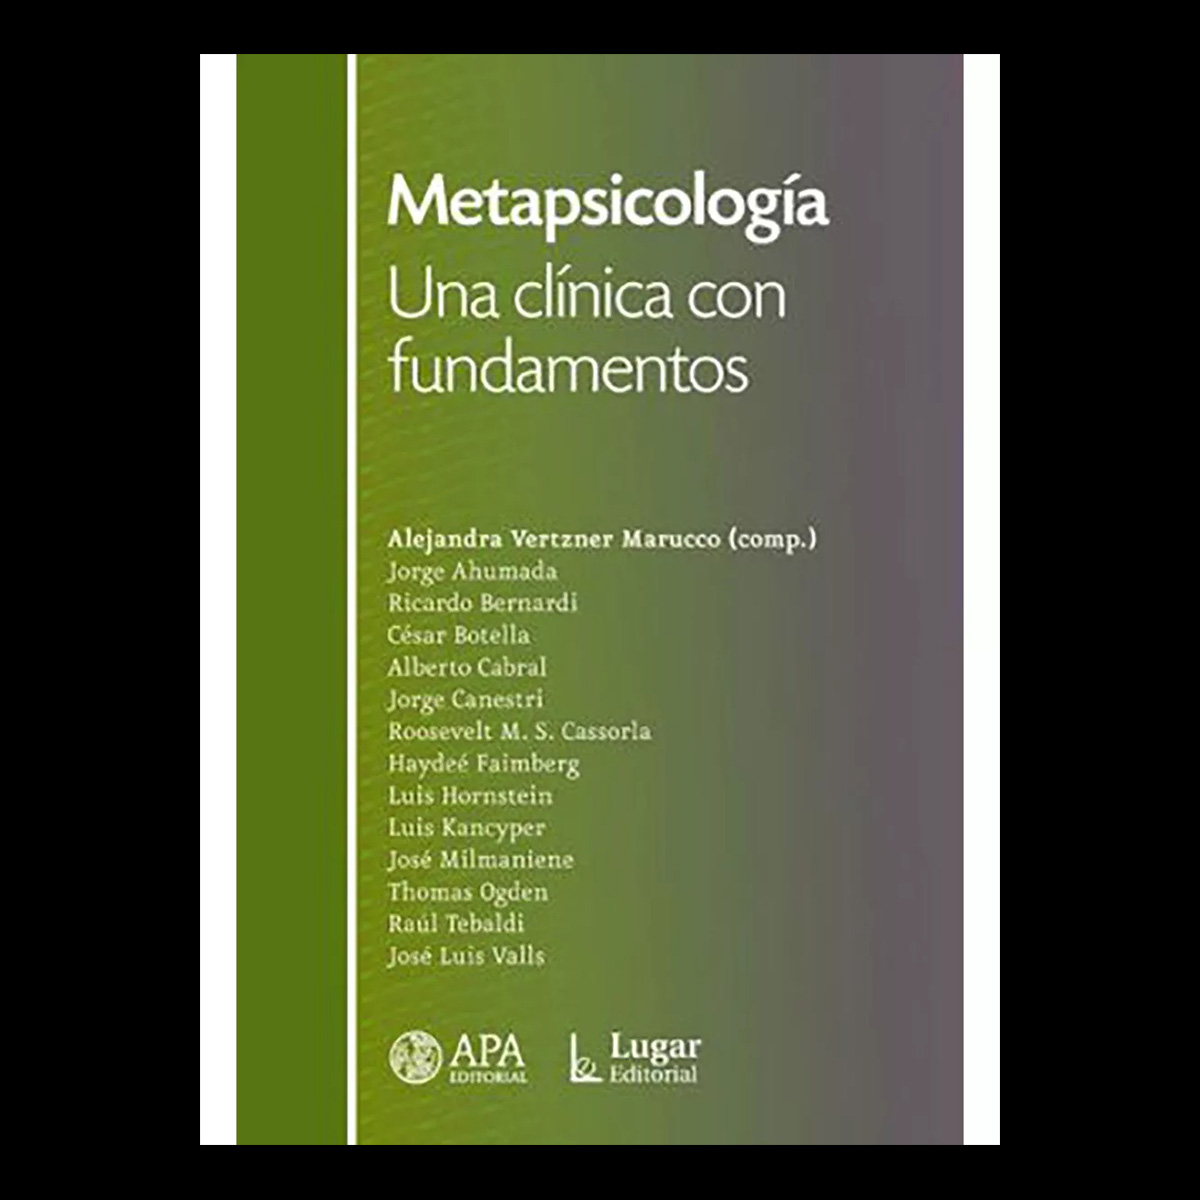 Metapsicología
Una clínica con
fundamentos
Alejandra Vertzner Marucco (comp.)
Jorge Ahumada
Ricardo Bernardi
César Botella
Alberto Cabral
Jorge Canestri
Roosevelt M. S. Cassorla
Haydeé Faimberg
Luis Hornstein
Luis Kancyper
José Milmaniene
Thomas Ogden
Raúl Tebaldi
José Luis Valls
APA
EDITORIAL
Le
Lugar
Editorial